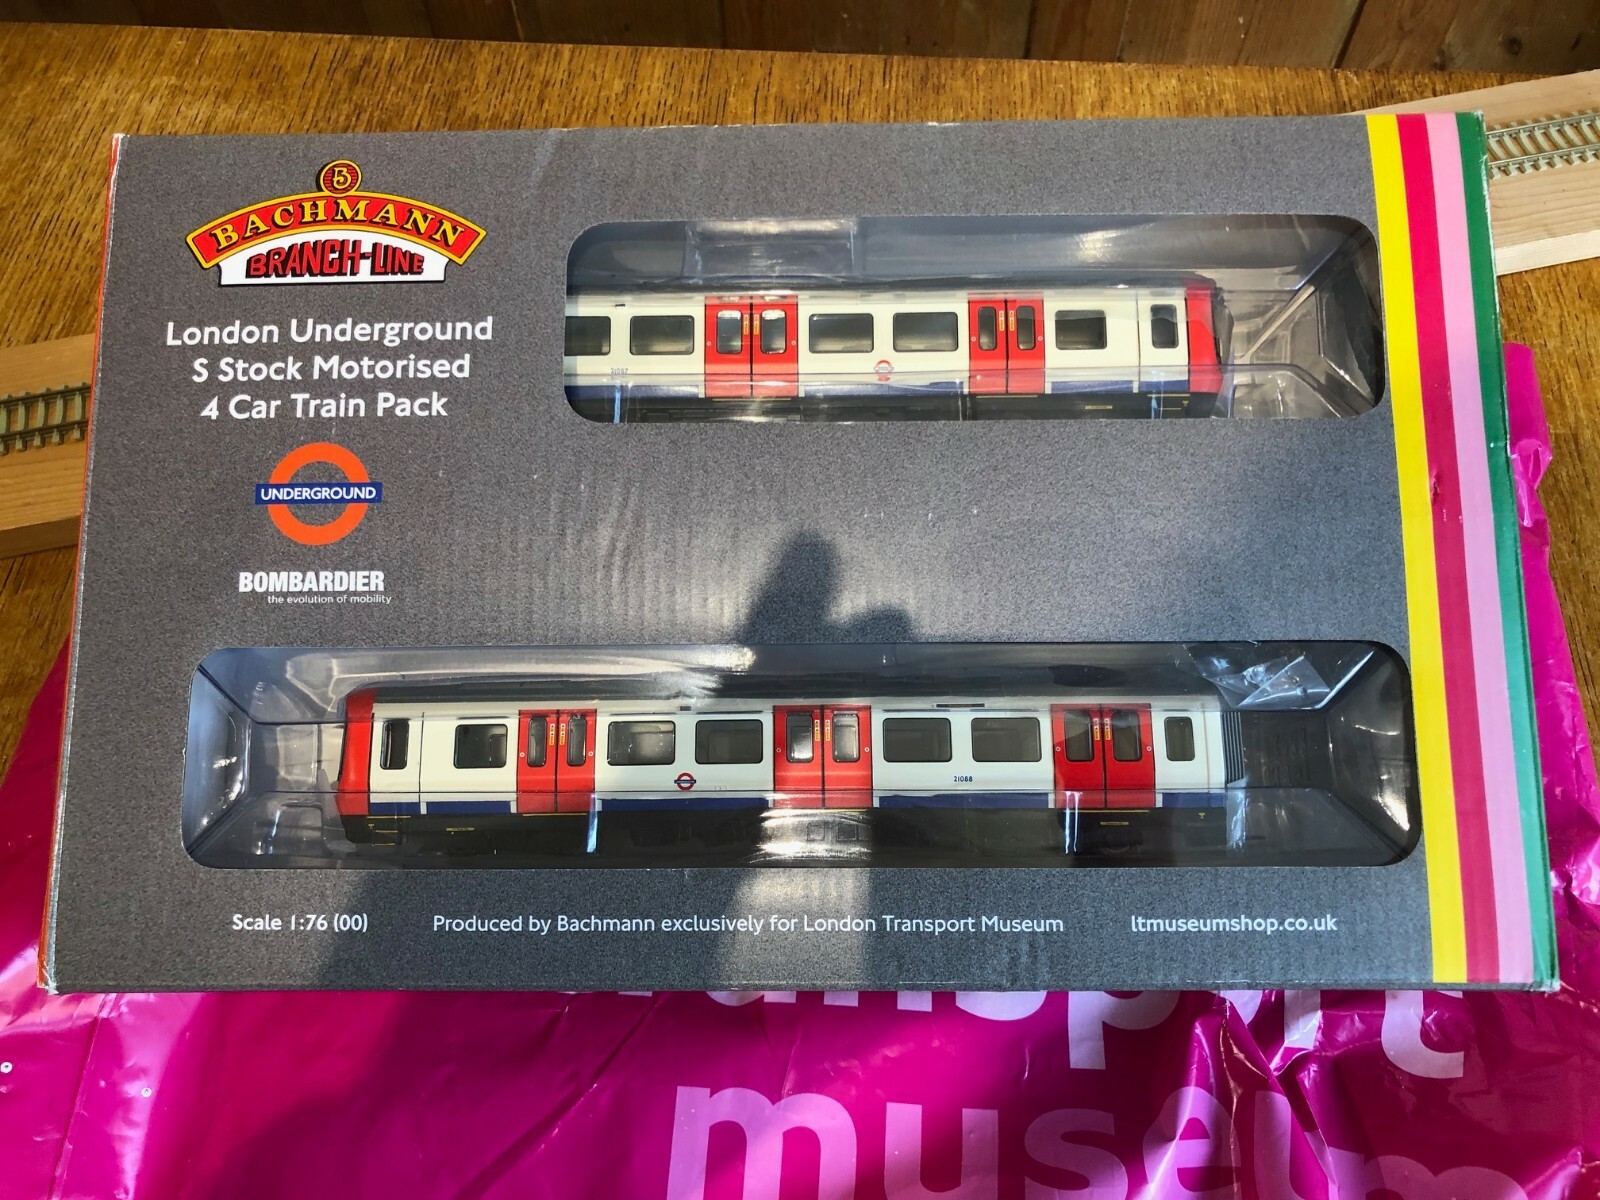 B
BACHMANN
BRANCH-LINE
London Underground
S Stock Motorised
4 Car Train Pack
UNDERGROUND
BOMBARDIER
the evolution of mobility
21087
21088
Scale 1:76 (00)
Produced by Bachmann exclusively for London Transport Museum
ltmuseumshop.co.uk
museum